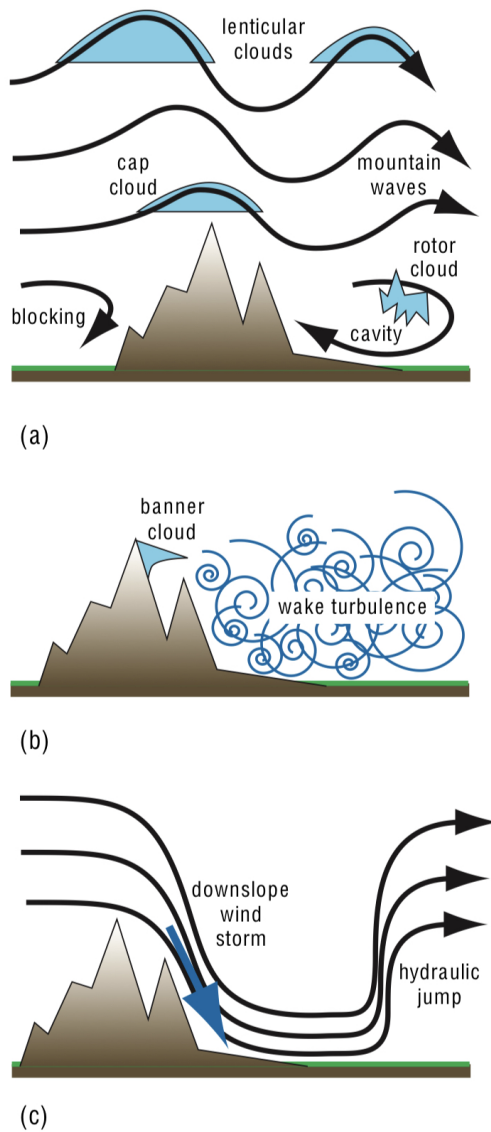 lenticular
clouds
cap
cloud
mountain
waves
rotor
cloud
blocking
cavity
(a)
banner
cloud
wake turbulence
(b)
downslope
wind
storm
hydraulic
jump
(c)